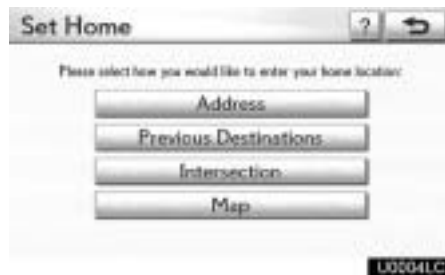 Set Home ?
Please select how you would like to enter your home location:
Address
Previous Destinations
Intersection
Map
U0004LC